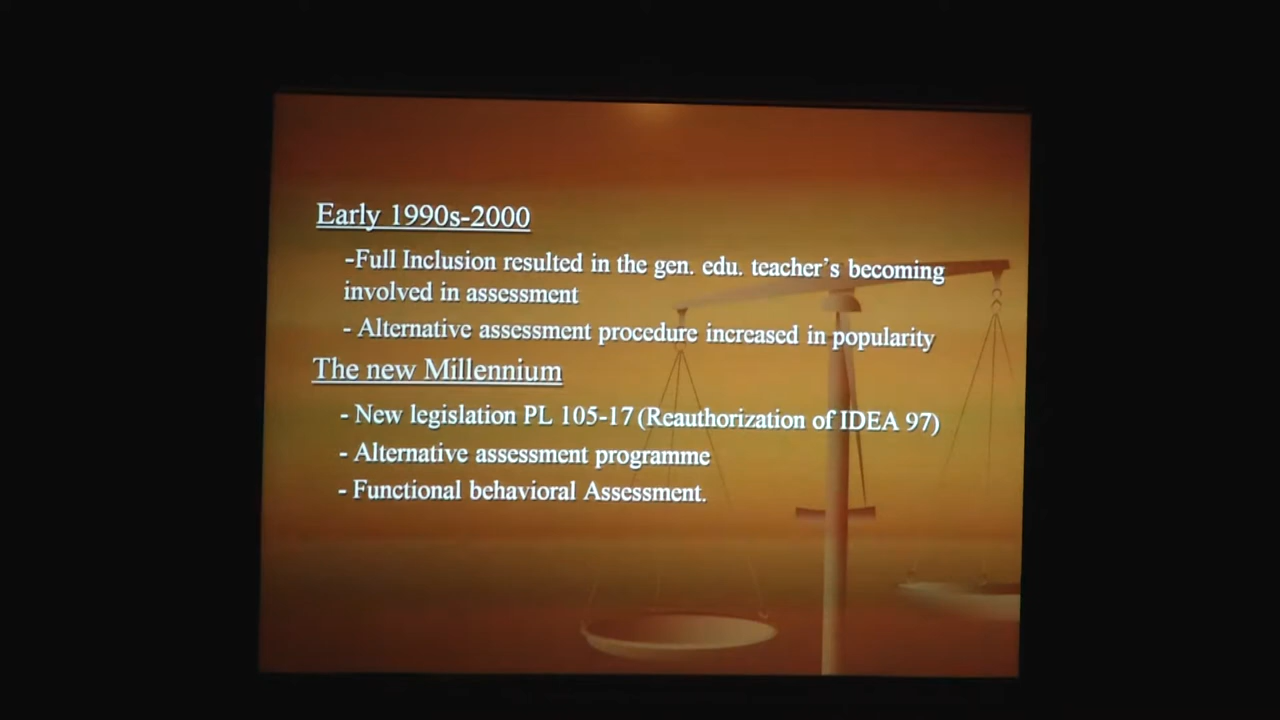 Early 1990s-2000
-Full Inclusion resulted in the gen. edu. teacher's becoming
involved in assessment
- Alternative assessment procedure increased in popularity
The new Millennium
- New legislation PL 105-17 (Reauthorization of IDEA 97)
- Alternative assessment programme
- Functional behavioral Assessment.